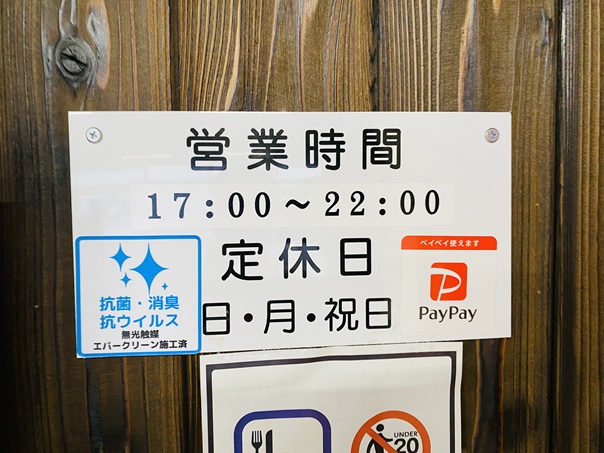 営業時間
17:00～22:00
定休日
日・月・祝日
抗菌・消臭
抗ウイルス
無光触媒
エバークリーン施工済
ペイペイ使えます
PayPay
UNDER
20